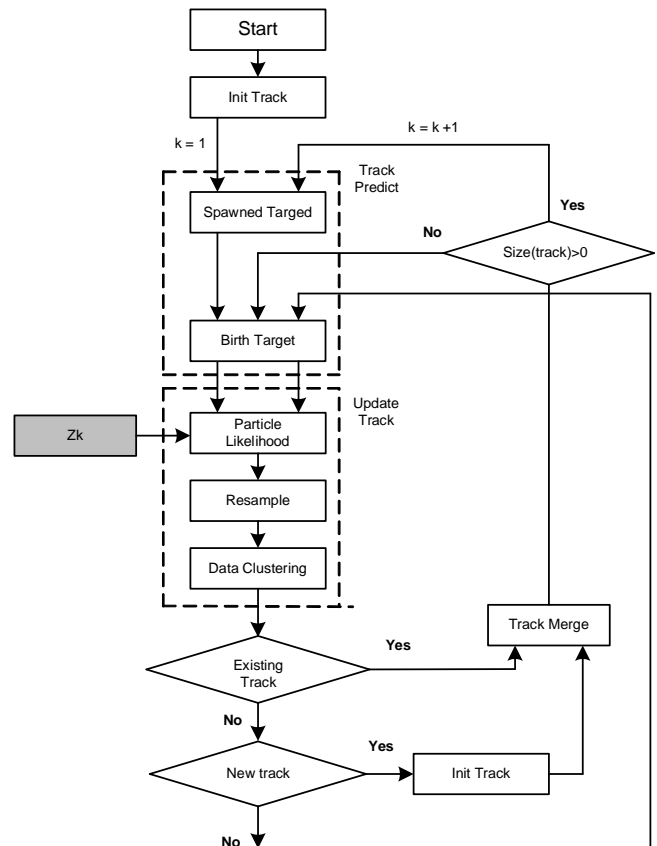 Start
Init Track
k = 1
k = k +1
Track
Predict
Spawned Targed
Yes
No
Size(track)>0
Birth Target
Update
Track
Zk
Particle
Likelihood
Resample
Data Clustering
Track Merge
Existing
Track
Yes
No
New track
Yes
Init Track
No